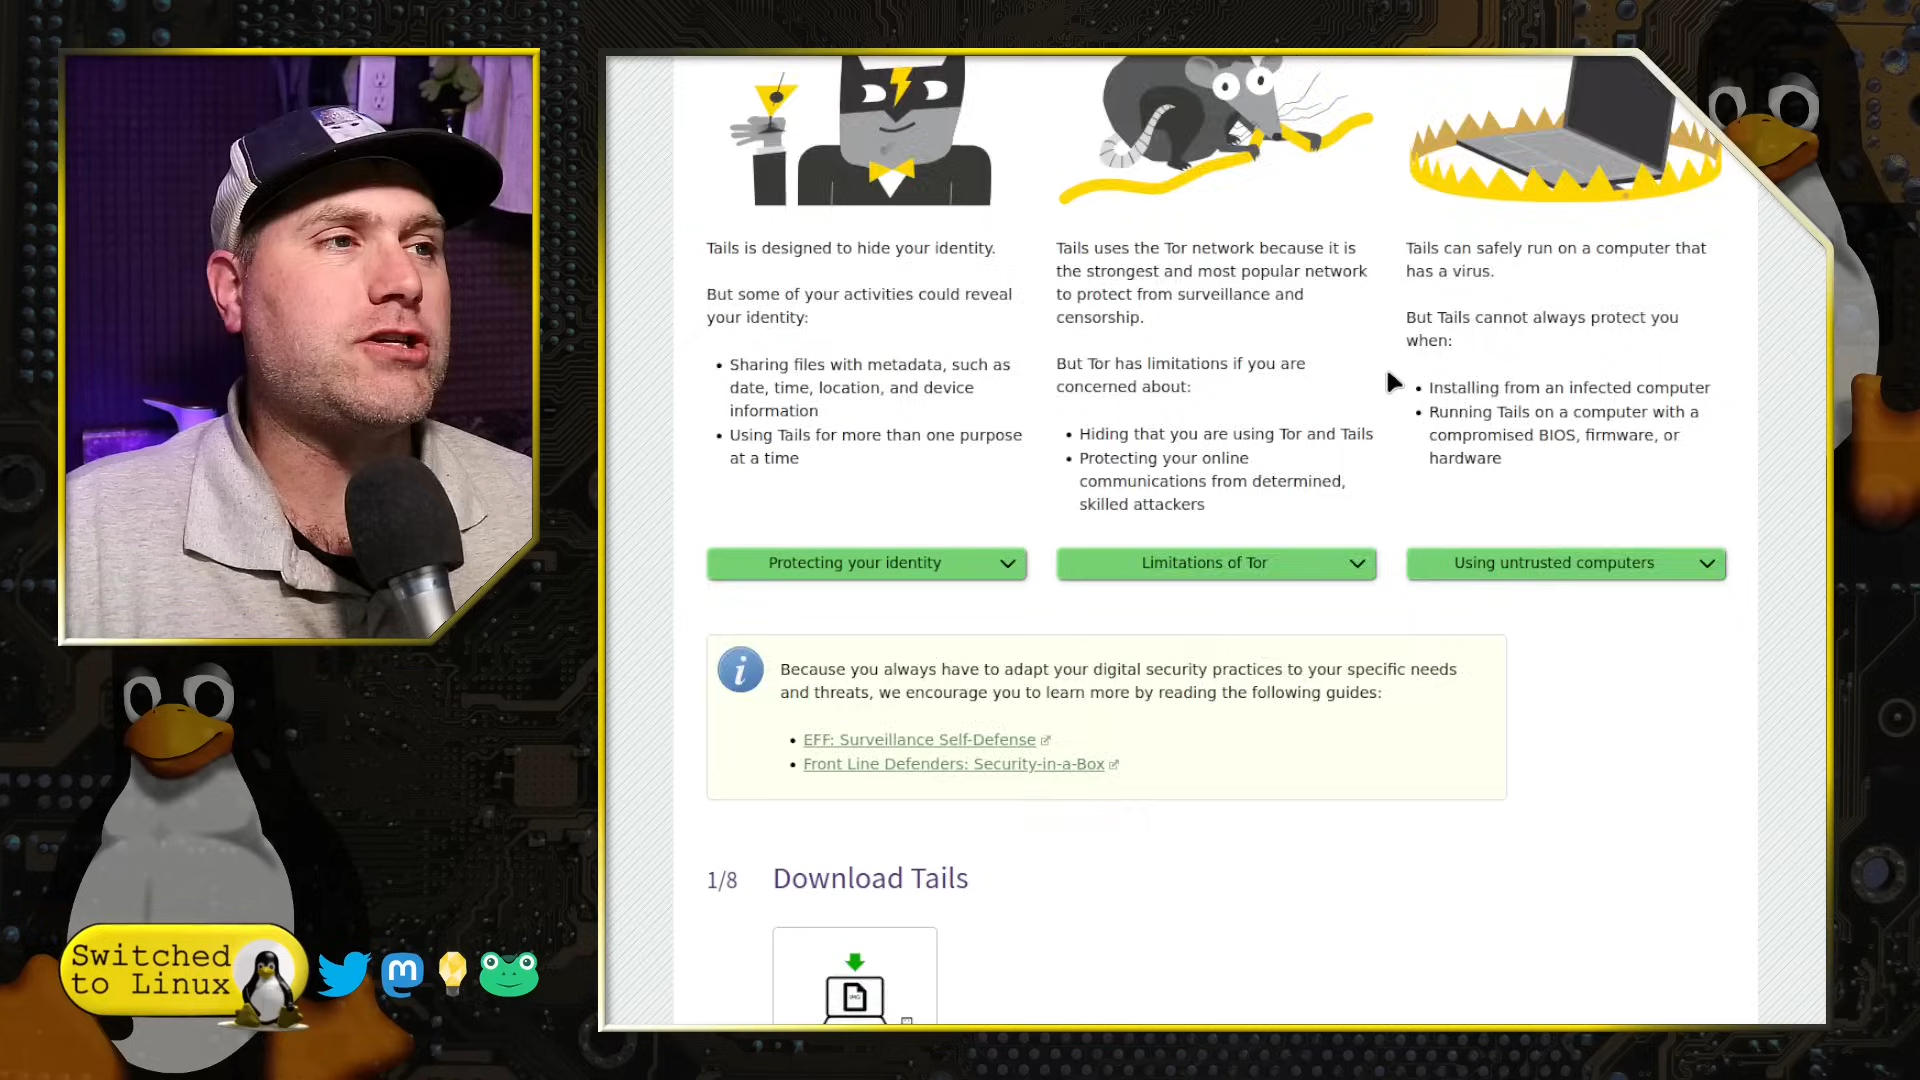 Tails is designed to hide your identity.
But some of your activities could reveal
your identity:
Sharing files with metadata, such as
date, time, location, and device
information
Using Tails for more than one purpose
at a time
Protecting your identity
Tails uses the Tor network because it is
the strongest and most popular network
to protect from surveillance and
censorship.
But Tor has limitations if you are
concerned about:
Hiding that you are using Tor and Tails
Protecting your online
communications from determined,
skilled attackers
Limitations of Tor
Tails can safely run on a computer that
has a virus.
But Tails cannot always protect you
when:
Installing from an infected computer
Running Tails on a computer with a
compromised BIOS, firmware, or
hardware
Using untrusted computers
i
Because you always have to adapt your digital security practices to your specific needs
and threats, we encourage you to learn more by reading the following guides:
EFF: Surveillance Self-Defense
Front Line Defenders: Security-in-a-Box
1/8 Download Tails
IMG
Switched
to Linux
m